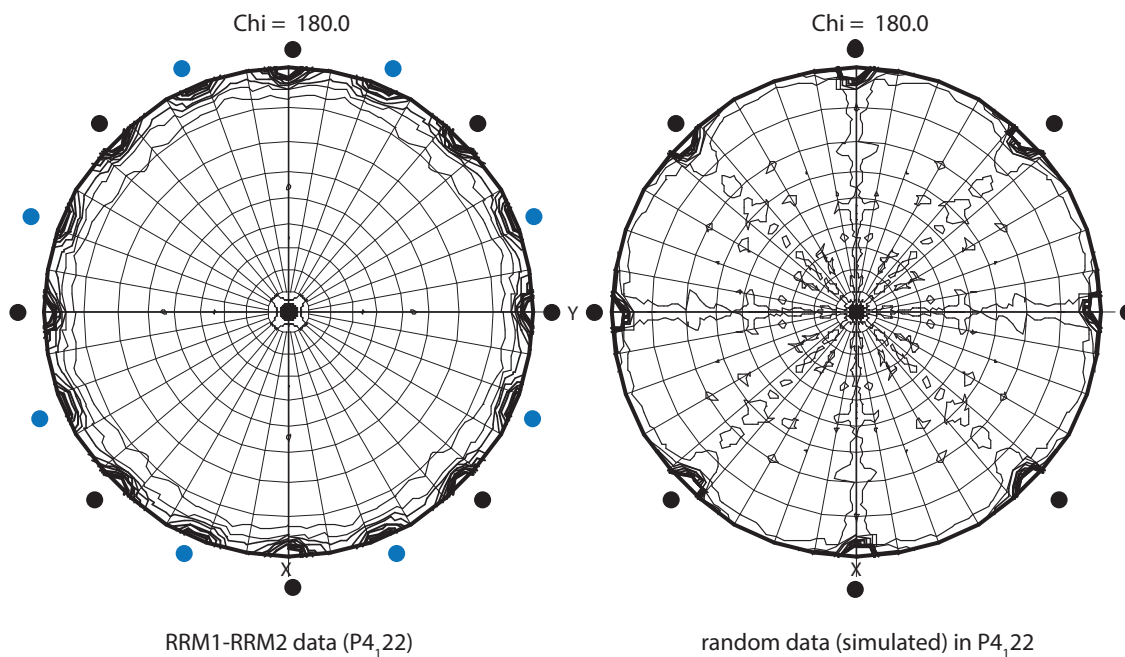 Chi = 180.0
Chi = 180.0
Y
X
X
RRM1-RRM2 data (P4₁22)
random data (simulated) in P4₁22